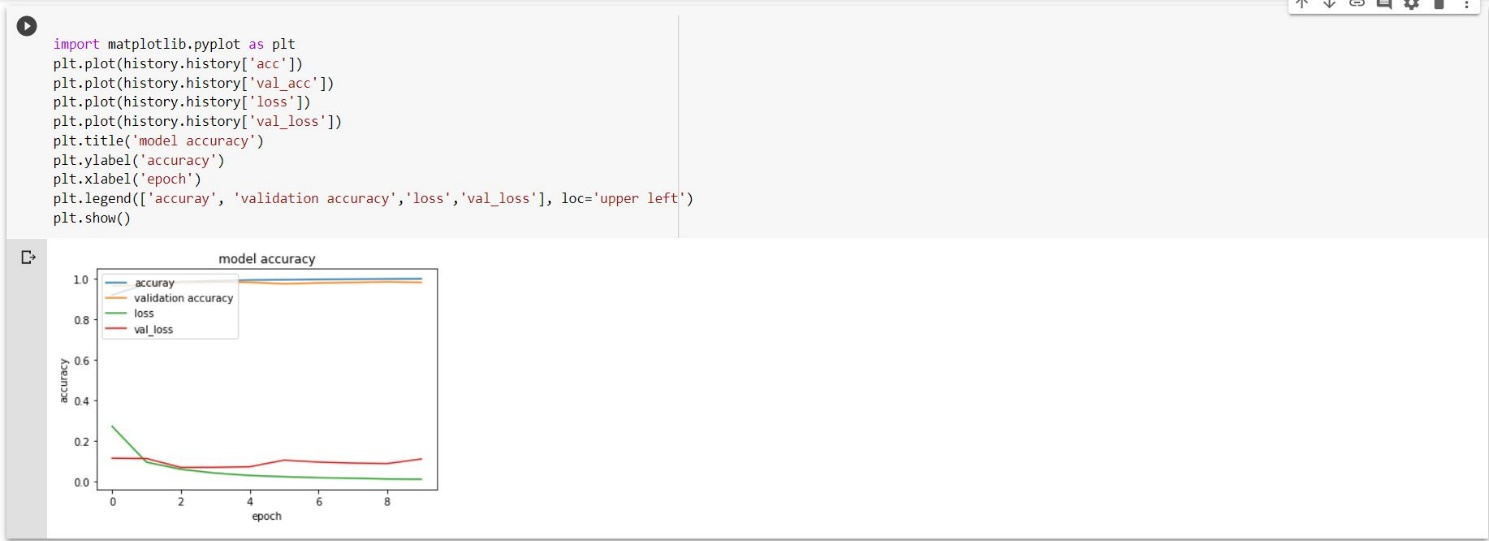 import matplotlib.pyplot as plt
plt.plot(history.history['acc'])
plt.plot(history.history['val_acc'])
plt.plot(history.history['loss'])
plt.plot(history.history['val_loss'])
plt.title('model accuracy')
plt.ylabel('accuracy')
plt.xlabel('epoch')
plt.legend(['accuray', 'validation accuracy','loss','val_loss'], loc='upper left')
plt.show()
model accuracy
1.0
0.8
0.6
0.4
0.2
0.0
accuracy
accuray
validation accuracy
loss
val_loss
0 2 4 6 8
epoch